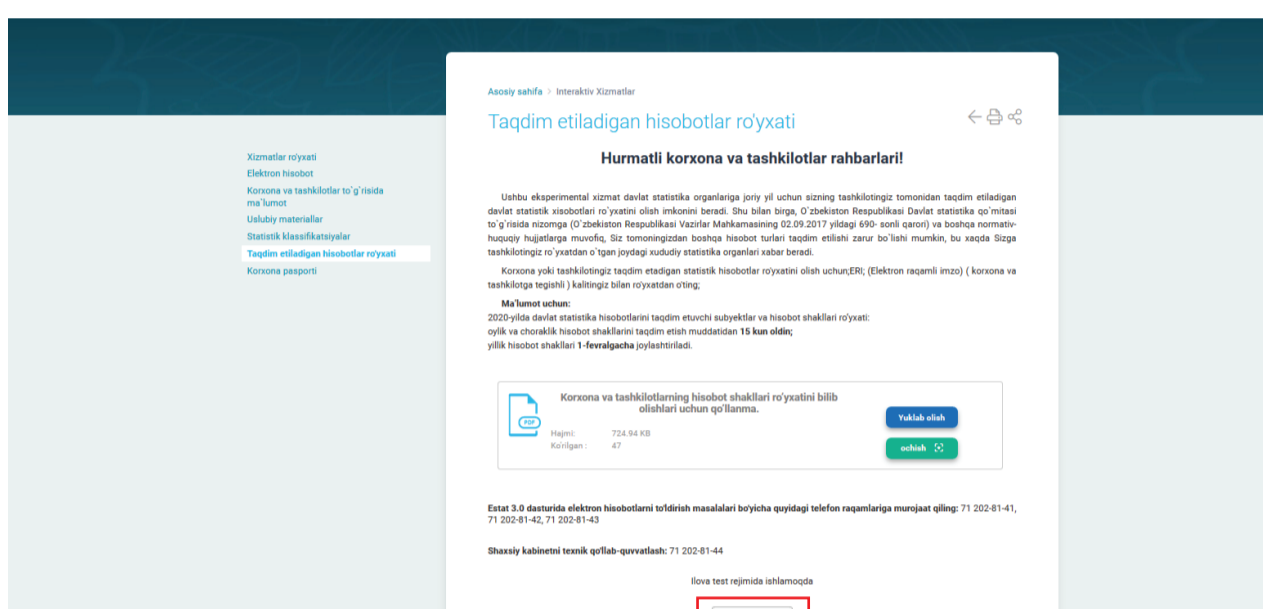 Asosiy sahifa > Interaktiv Xizmatlar
Taqdim etiladigan hisobotlar ro'yxati
Xizmatlar ro'yxati
Elektron hisobot
Korxona va tashkilotlar to`g`risida
ma`lumot
Uslubiy materiallar
Statistik klassifikatsiyalar
Taqdim etiladigan hisobotlar ro'yxati
Korxona pasporti
Hurmatli korxona va tashkilotlar rahbarlari!
Ushbu eksperimental xizmat davlat statistika organlariga joriy yil uchun sizning tashkilotingiz tomonidan taqdim etiladigan
davlat statistik xisobotlari ro`yxatini olish imkonini beradi. Shu bilan birga, O`zbekiston Respublikasi Davlat statistika qo`mitasi
to`g`risida nizomga (O`zbekiston Respublikasi Vazirlar Mahkamasining 02.09.2017 yildagi 690- sonli qarori) va boshqa normativ-
huquqiy hujjatlarga muvofiq, Siz tomoningizdan boshqa hisobot turlari taqdim etilishi zarur bo`lishi mumkin, bu xaqda Sizga
tashkilotingiz ro`yxatdan o`tgan joydagi xududiy statistika organlari xabar beradi.
Korxona yoki tashkilotingiz taqdim etadigan statistik hisobotlar ro'yxatini olish uchun;ERI; (Elektron raqamli imzo) ( korxona va
tashkilotga tegishli ) kalitingiz bilan ro'yxatdan o'ting;
Ma'lumot uchun:
2020-yilda davlat statistika hisobotlarini taqdim etuvchi subyektlar va hisobot shakllari ro'yxati:
oylik va choraklik hisobot shakllarini taqdim etish muddatidan 15 kun oldin;
yillik hisobot shakllari 1-fevralgacha joylashtiriladi.
Korxona va tashkilotlarning hisobot shakllari ro'yxatini bilib
olishlari uchun qo'llanma.
PDF
Hajmi: 724.94 KB
Ko'rilgan : 47
Yuklab olish
ochish
Estat 3.0 dasturida elektron hisobotlarni to'ldirish masalalari bo'yicha quyidagi telefon raqamlariga murojaat qiling: 71 202-81-41,
71 202-81-42, 71 202-81-43
Shaxsiy kabinetni texnik qo'llab-quvvatlash: 71 202-81-44
Ilova test rejimida ishlamoqda